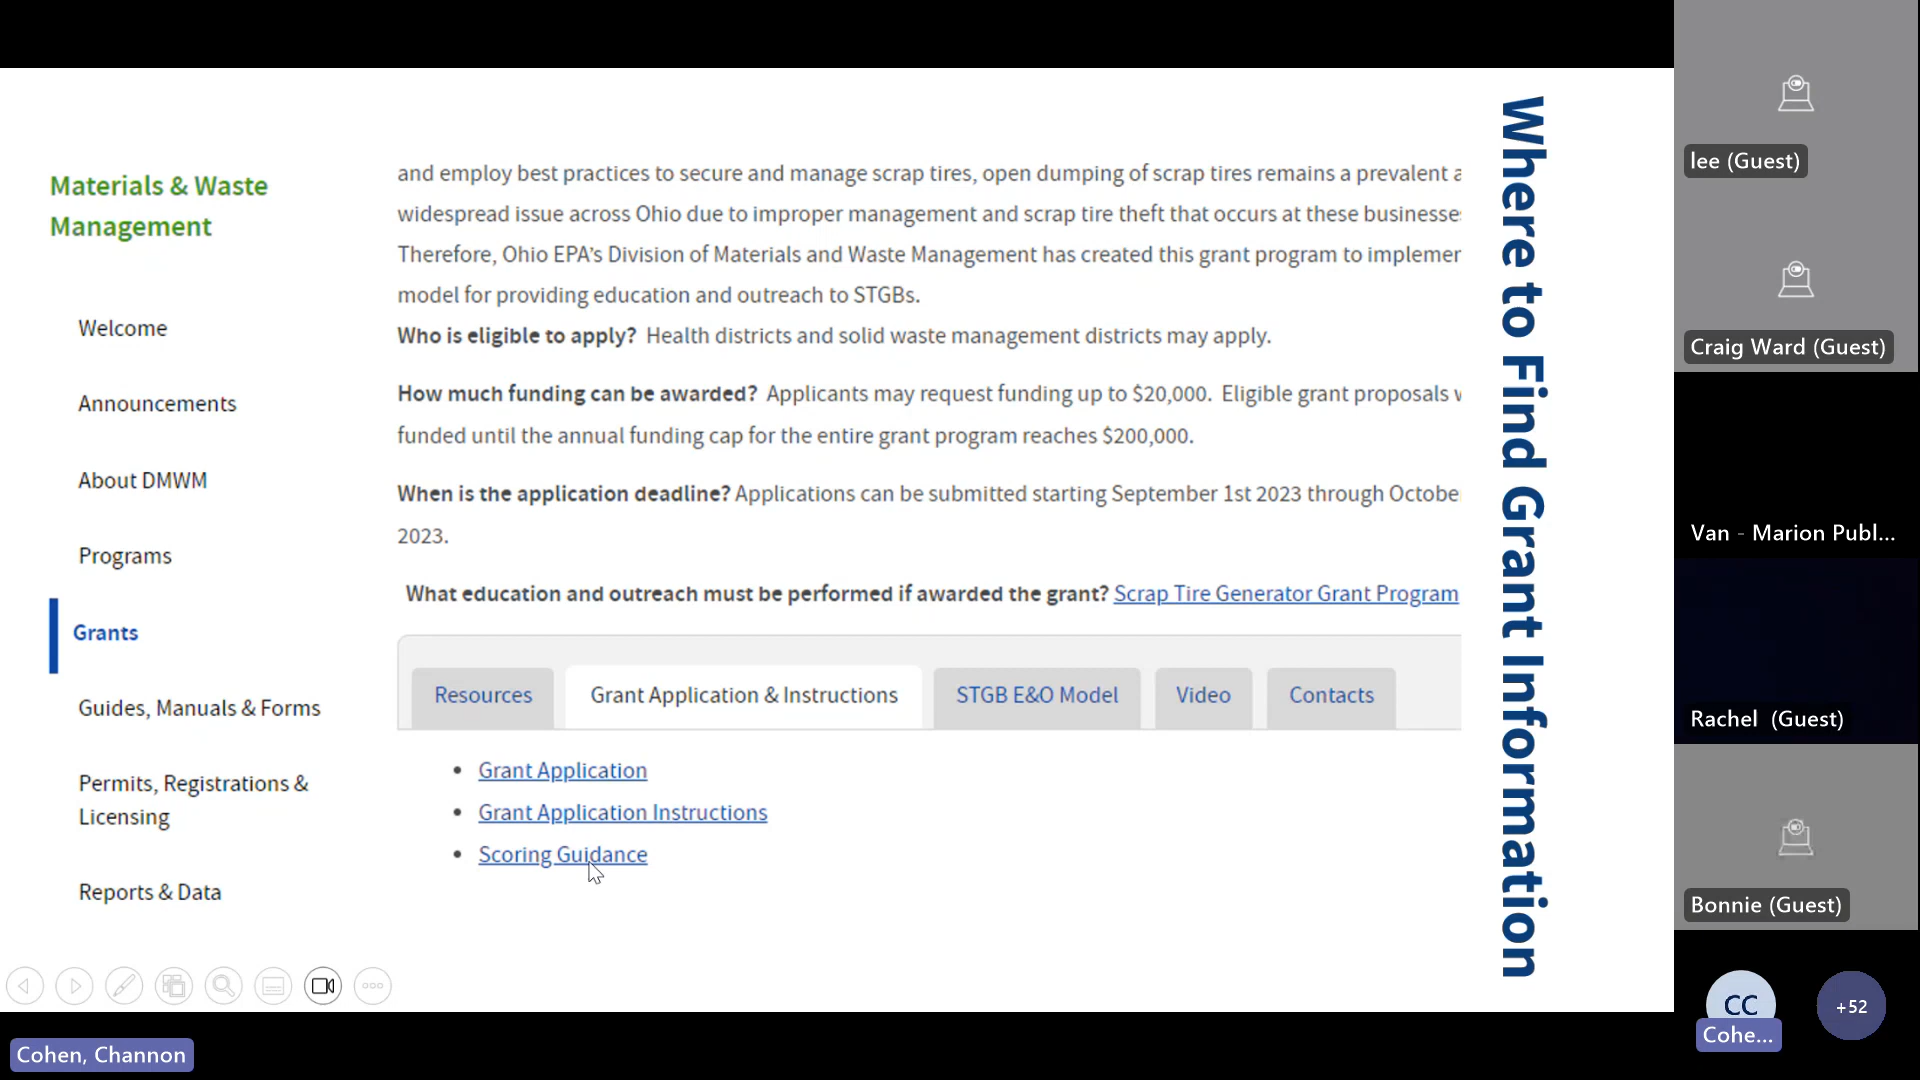 Materials & Waste
Management
Welcome
Announcements
About DMWM
Programs
Grants
Guides, Manuals & Forms
Permits, Registrations &
Licensing
Reports & Data
and employ best practices to secure and manage scrap tires, open dumping of scrap tires remains a prevalent a
widespread issue across Ohio due to improper management and scrap tire theft that occurs at these businesse
Therefore, Ohio EPA's Division of Materials and Waste Management has created this grant program to implemen
model for providing education and outreach to STGBs.
Who is eligible to apply? Health districts and solid waste management districts may apply.
How much funding can be awarded? Applicants may request funding up to $20,000. Eligible grant proposals w
funded until the annual funding cap for the entire grant program reaches $200,000.
When is the application deadline? Applications can be submitted starting September 1st 2023 through Octobe
2023.
What education and outreach must be performed if awarded the grant? Scrap Tire Generator Grant Program
Resources
Grant Application & Instructions
STGB E&O Model
Video
Contacts
• Grant Application
• Grant Application Instructions
• Scoring Guidance
Where to Find Grant Information
lee (Guest)
Craig Ward (Guest)
Van - Marion Publ...
Rachel (Guest)
Bonnie (Guest)
CC
Cohe...
+52
Cohen, Channon